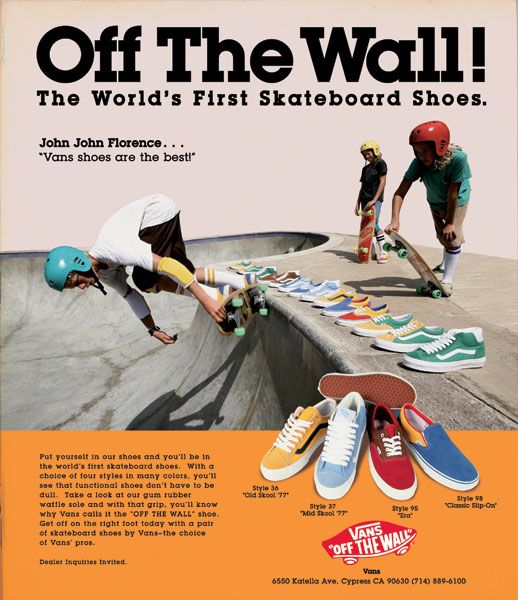 Off The Wall!
The World's First Skateboard Shoes.
John John Florence...
"Vans shoes are the best!"
Put yourself in our shoes and you'll be in
the world's first skateboard shoes. With a
choice of four styles in many colors, you'll
see that functional shoes don't have to be
dull. Take a look at our gum rubber
waffle sole and with that grip, you'll know
why Vans calls it the "OFF THE WALL" shoe.
Get off on the right foot today with a pair
of skateboard shoes by Vans—the choice
of Vans' pros.
Dealer Inquiries Invited.
Style 36
"Old Skool '77"
Style 37
"Mid Skool '77"
Style 95
"Era"
Style 98
"Classic Slip-On"
VANS
"OFF THE WALL"
Vans
6550 Katella Ave, Cypress CA 90630 (714) 889-6100